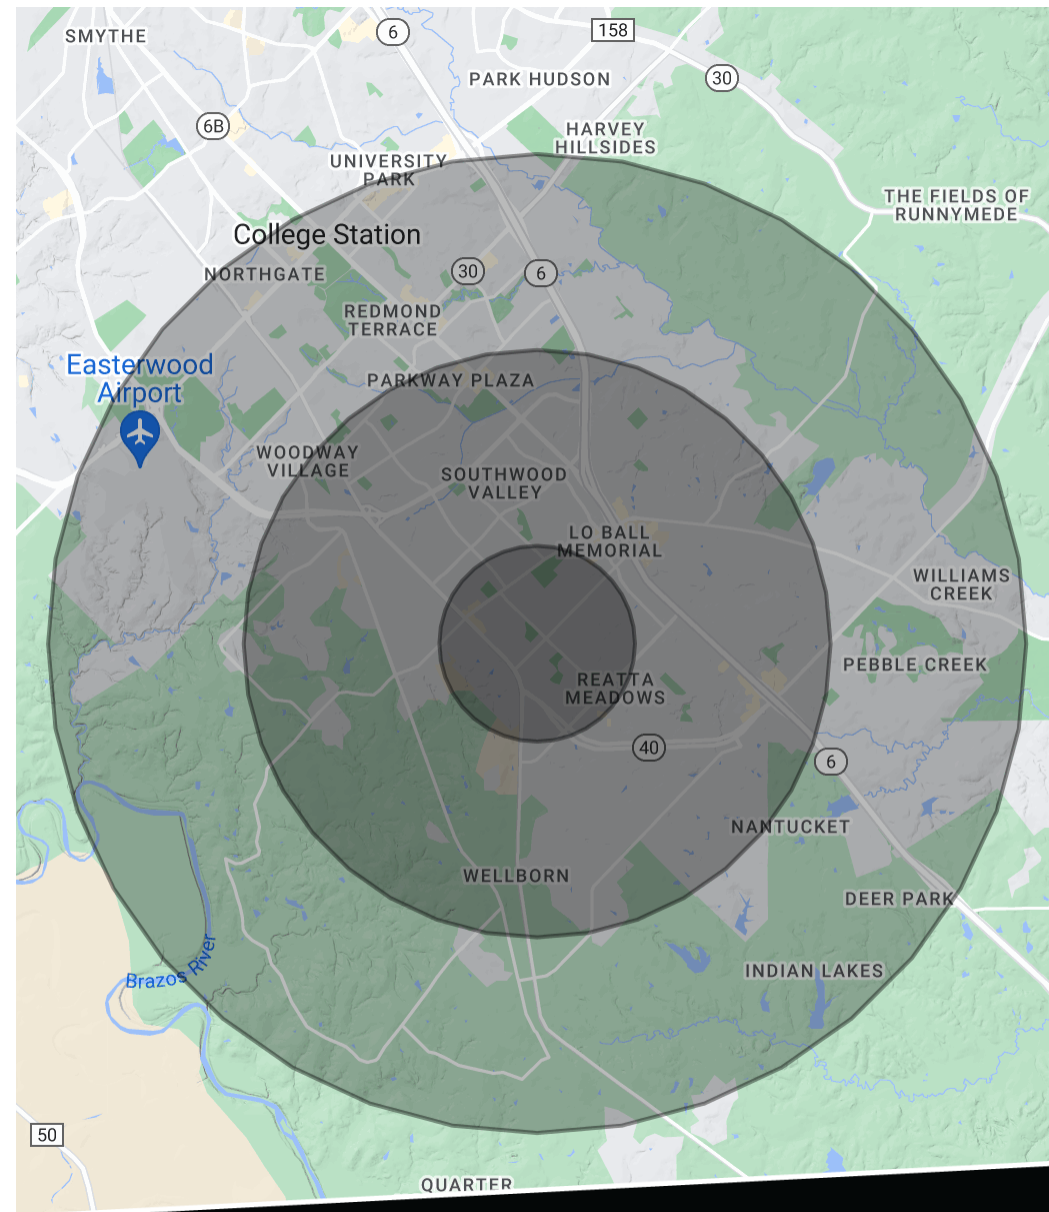 SMYTHE
6
158
PARK HUDSON
30
6B
HARVEY
HILLSIDES
UNIVERSITY
PARK
THE FIELDS OF
RUNNYMEDE
College Station
NORTHGATE
30
6
REDMOND
TERRACE
Easterwood
Airport
PARKWAY PLAZA
WOODWAY
VILLAGE
SOUTHWOOD
VALLEY
LO BALL
MEMORIAL
WILLIAMS
CREEK
PEBBLE CREEK
REATTA
MEADOWS
40
6
NANTUCKET
WELLBORN
DEER PARK
INDIAN LAKES
Brazos River
50
QUARTER